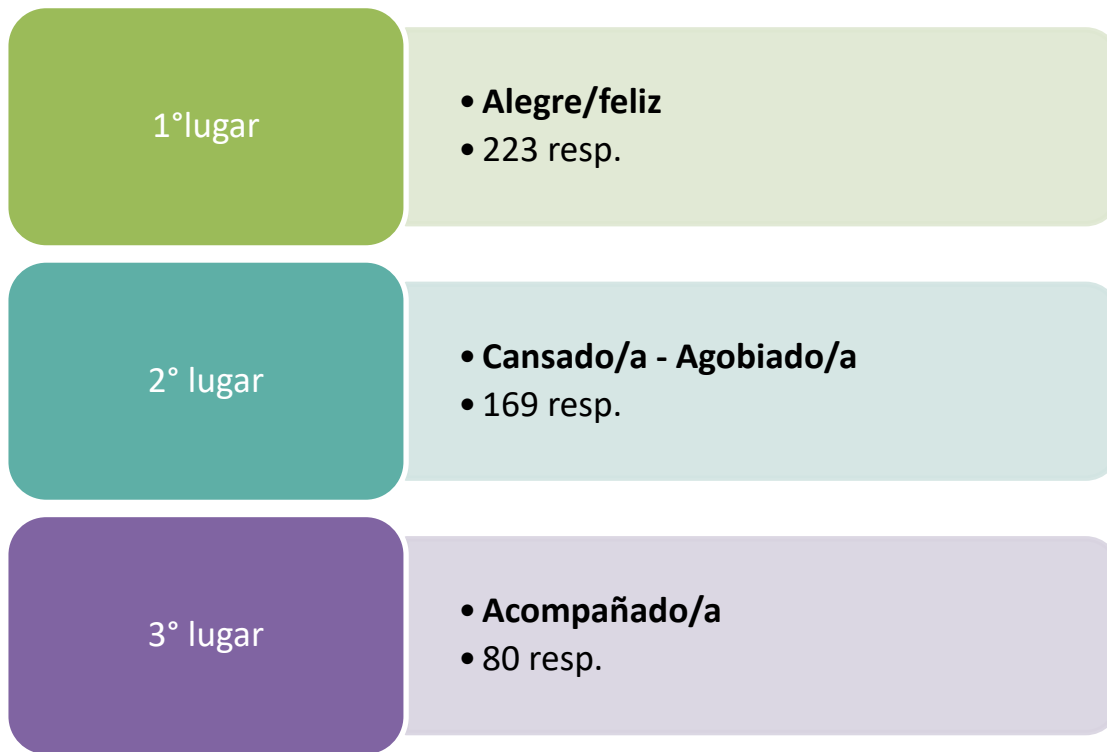 1°lugar
• Alegre/feliz
• 223 resp.
2° lugar
• Cansado/a - Agobiado/a
• 169 resp.
3° lugar
• Acompañado/a
• 80 resp.